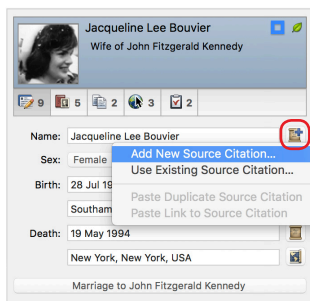 Jacqueline Lee Bouvier
Wife of John Fitzgerald Kennedy
9 5 2 3 2
Name: Jacqueline Lee Bouvier
Sex: Female
Add New Source Citation...
Use Existing Source Citation...
Birth: 28 Jul 19
Paste Duplicate Source Citation
Southam
Paste Link to Source Citation
Death: 19 May 1994
New York, New York, USA
Marriage to John Fitzgerald Kennedy